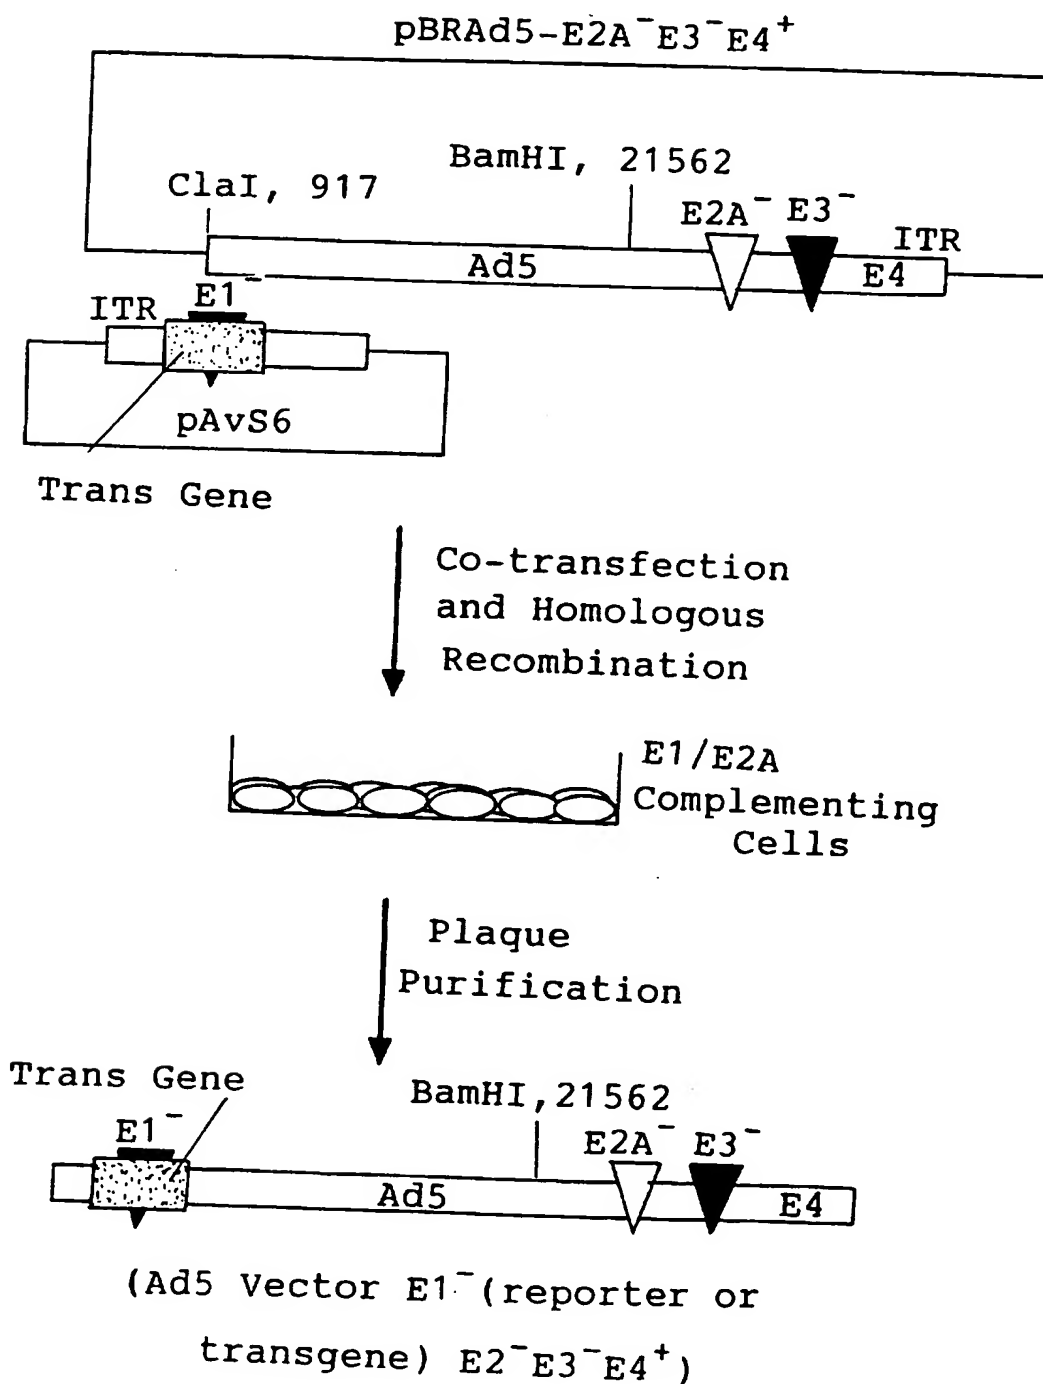 pBRAd5-E2A⁻E3⁻E4⁺
BamHI, 21562
ClaI, 917
E2A⁻ E3⁻
ITR
Ad5
E4
E1⁻
ITR
pAvS6
Trans Gene
Co-transfection
and Homologous
Recombination
E1/E2A
Complementing
Cells
Plaque
Purification
Trans Gene
BamHI,21562
E1⁻
E2A⁻ E3⁻
Ad5
E4
(Ad5 Vector E1⁻(reporter or
transgene) E2⁻E3⁻E4⁺)